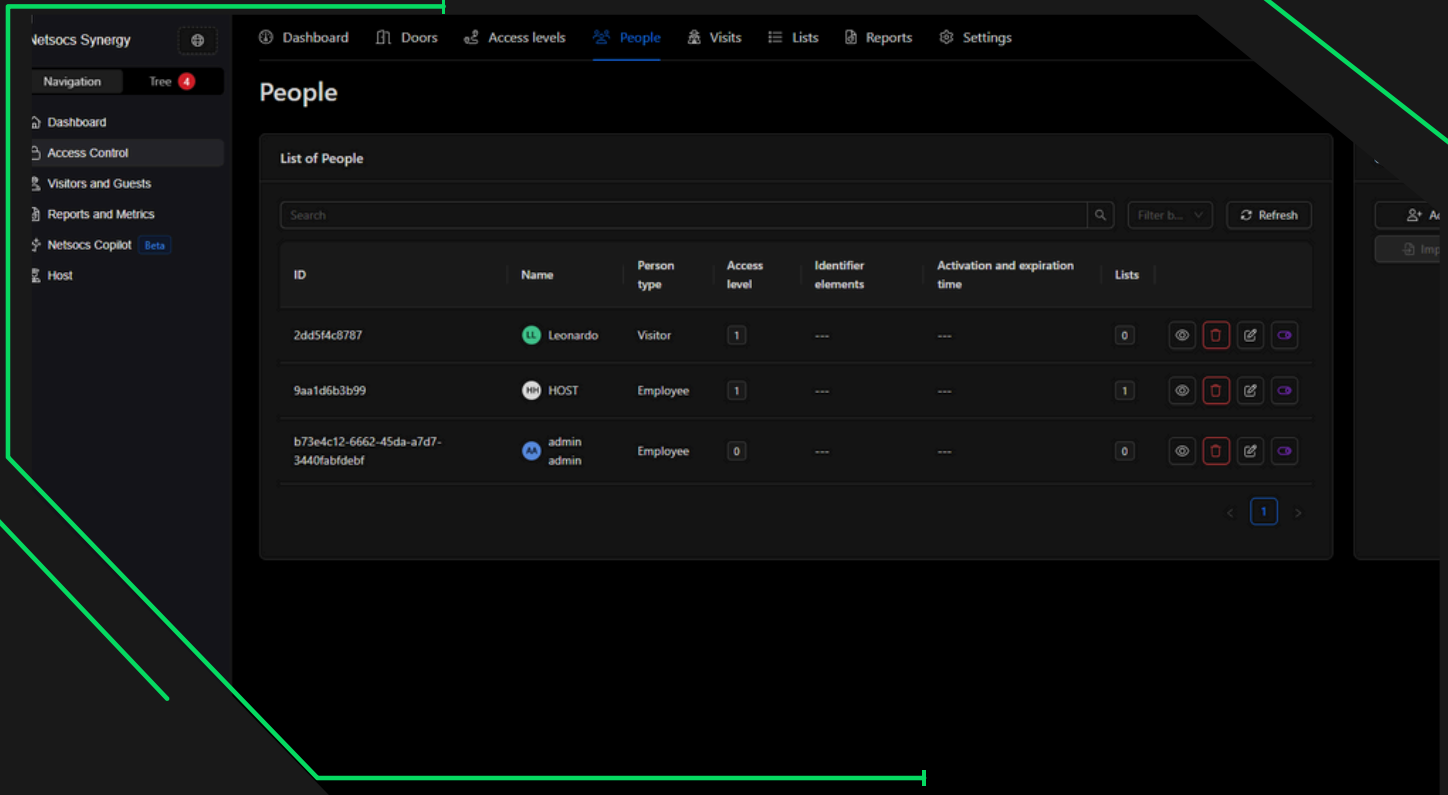 Netsocs Synergy
Navigation
Tree 4
Dashboard
Access Control
Visitors and Guests
Reports and Metrics
Netsocs Copilot Beta
Host
Dashboard Doors Access levels People Visits Lists Reports Settings
People
List of People
Search
Filter b...
Refresh
ID Name Person type Access level Identifier elements Activation and expiration time Lists
2dd5f4c8787 LL Leonardo Visitor 1 --- --- 0
9aa1d6b3b99 HH HOST Employee 1 --- --- 1
b73e4c12-6662-45da-a7d7-3440fabfdebf AA admin admin Employee 0 --- --- 0
< 1 >